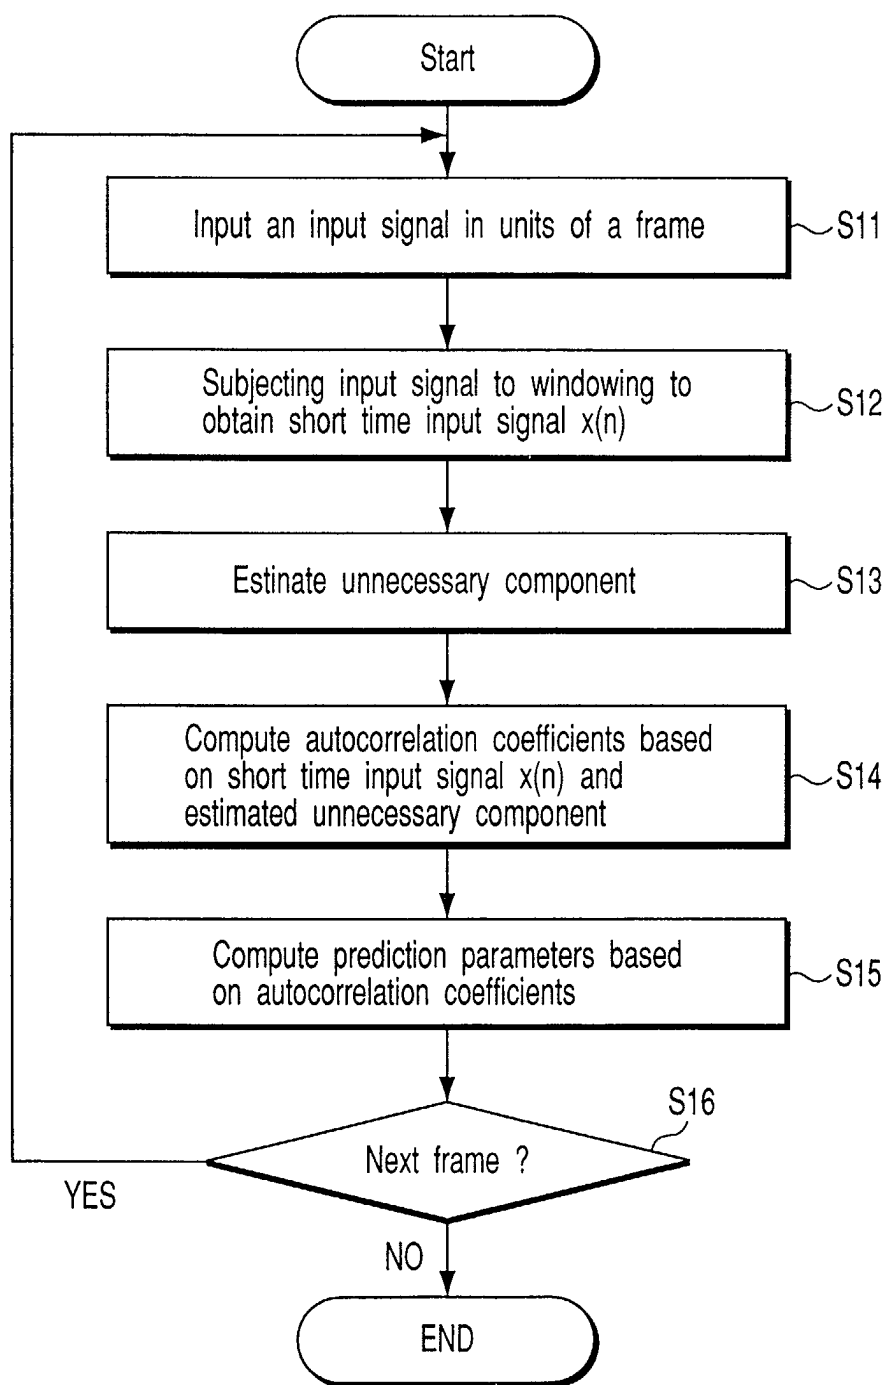 Start
Input an input signal in units of a frame
S11
Subjecting input signal to windowing to
obtain short time input signal x(n)
S12
Estinate unnecessary component
S13
Compute autocorrelation coefficients based
on short time input signal x(n) and
estimated unnecessary component
S14
Compute prediction parameters based
on autocorrelation coefficients
S15
S16
Next frame ?
YES
NO
END